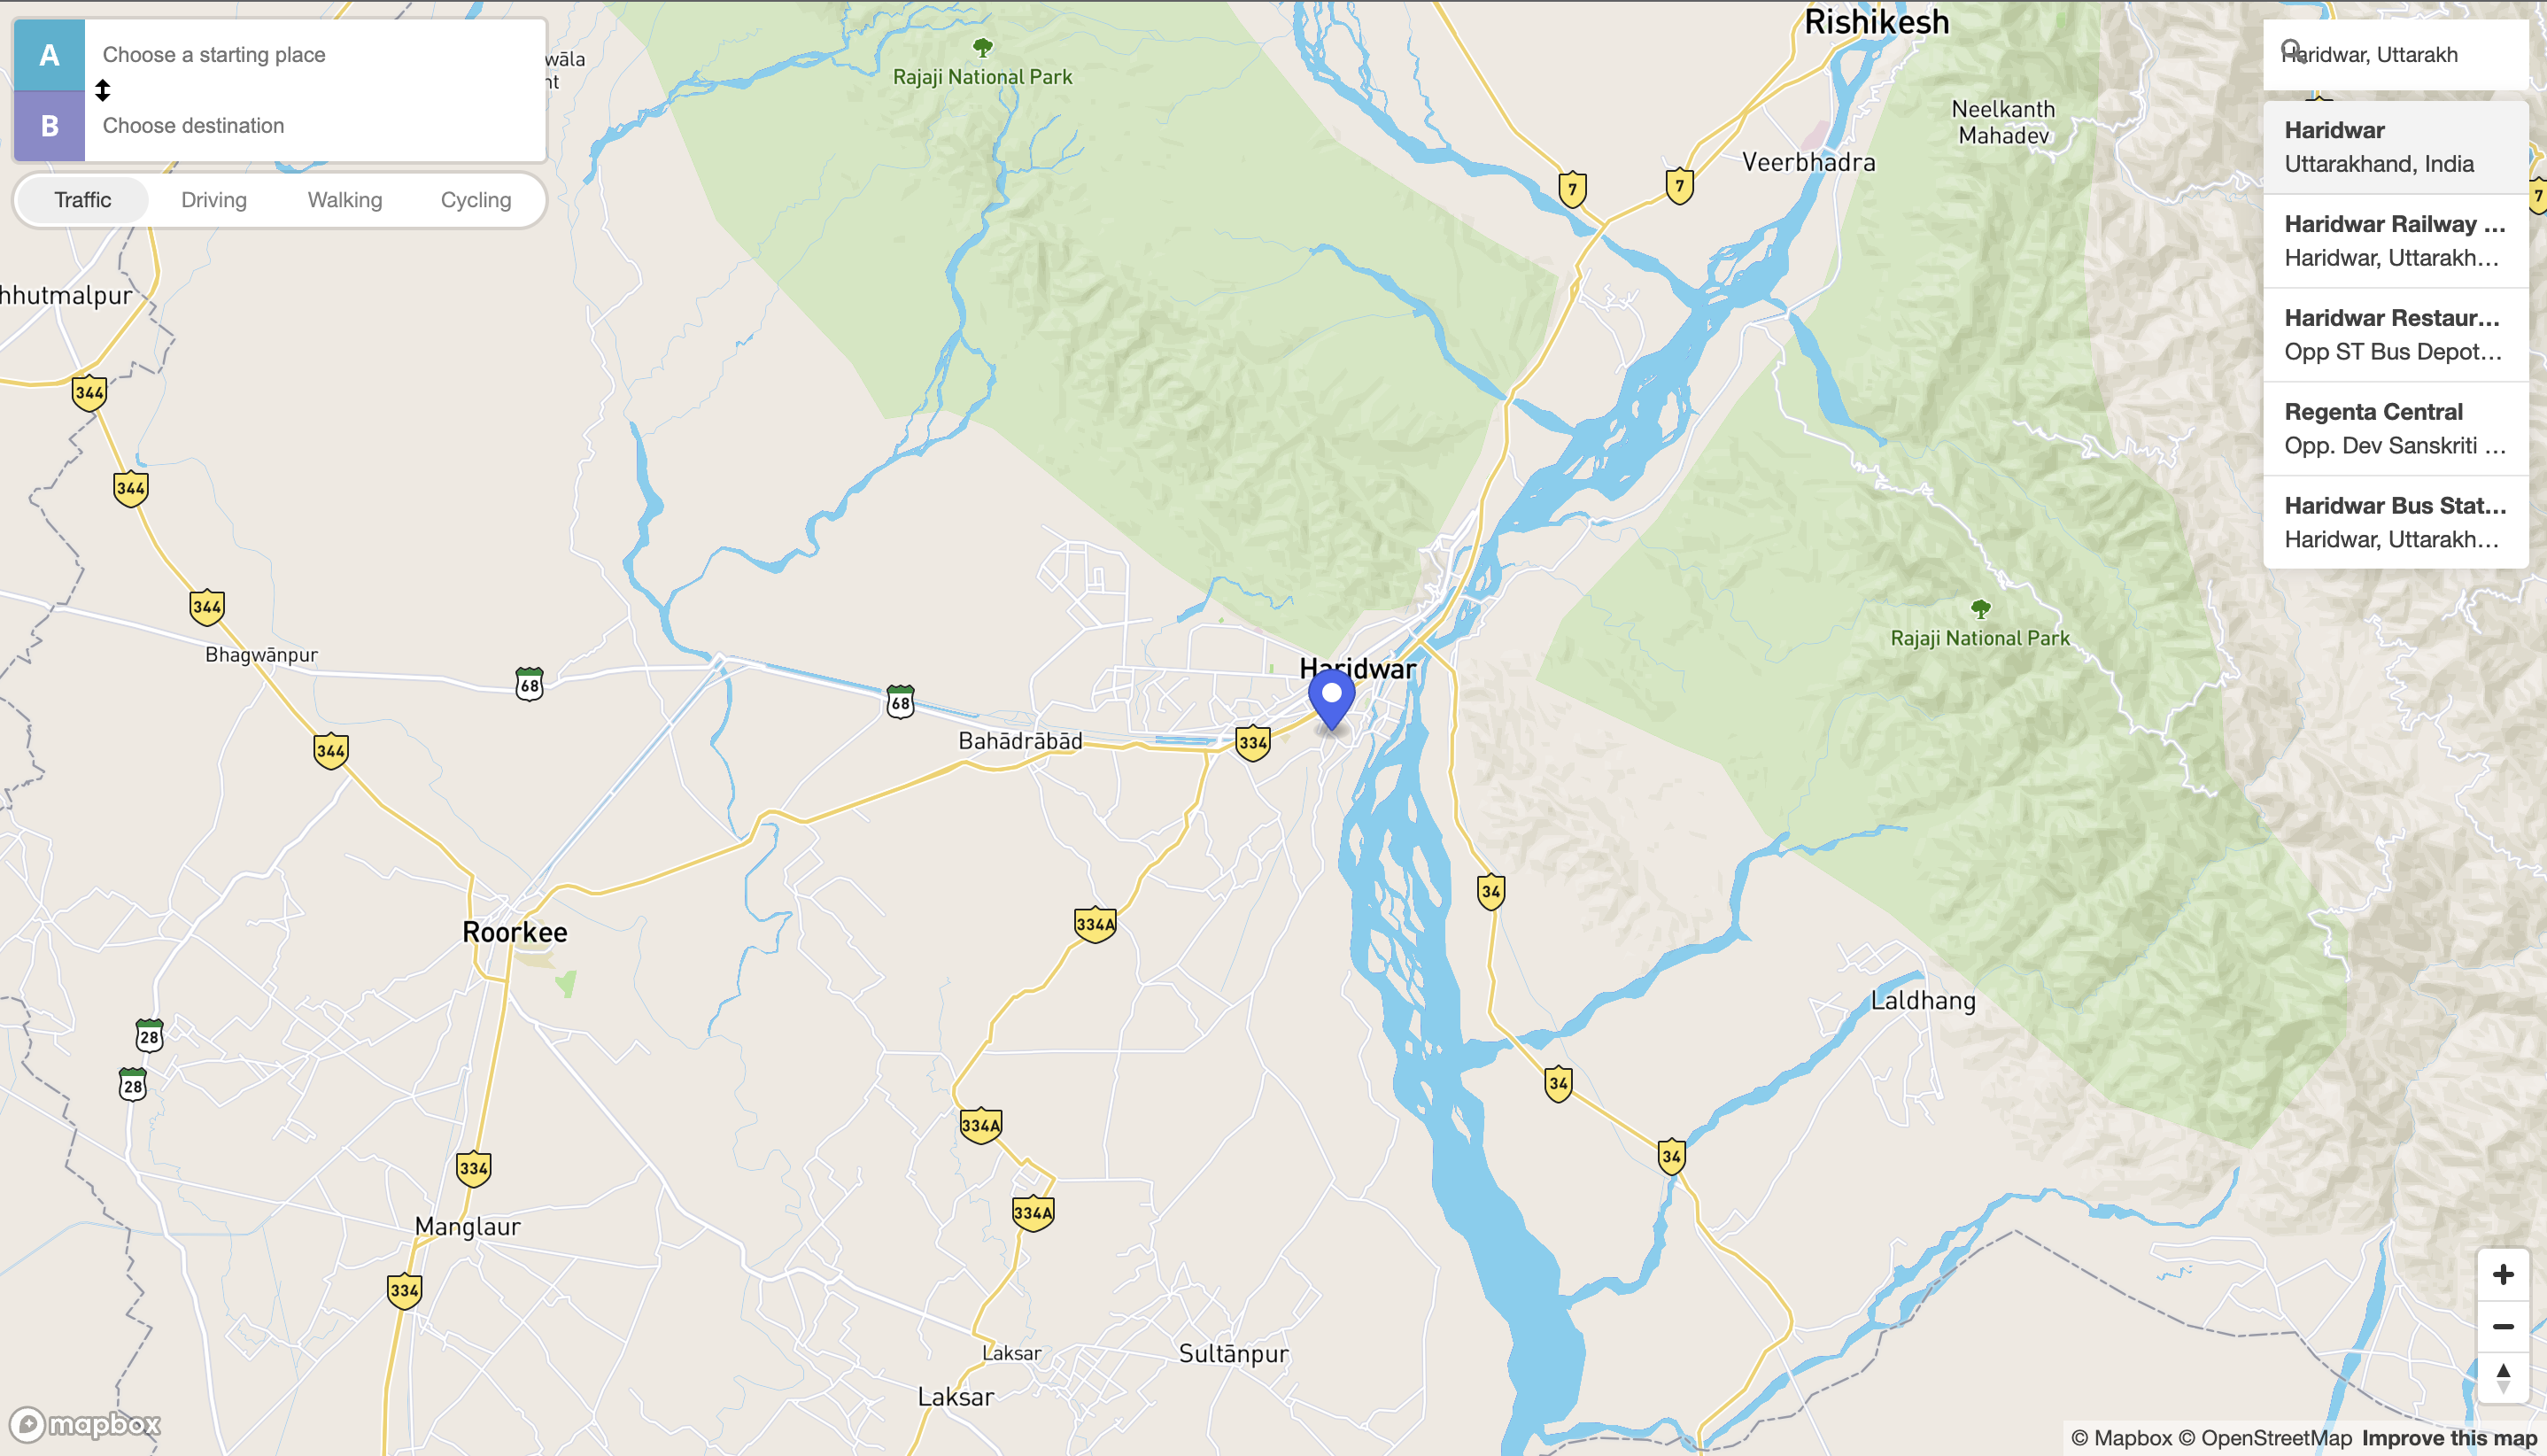 A
Choose a starting place
B
Choose destination
Traffic
Driving
Walking
Cycling
Haridwar, Uttarakh
Haridwar
Uttarakhand, India
Haridwar Railway ...
Haridwar, Uttarakh...
Haridwar Restaur...
Opp ST Bus Depot...
Regenta Central
Opp. Dev Sanskriti ...
Haridwar Bus Stat...
Haridwar, Uttarakh...
Rishikesh
wāla
nt
Rajaji National Park
Neelkanth
Mahadev
Veerbhadra
7
7
7
hhutmalpur
344
344
344
Bhagwānpur
68
68
344
Bahādrābād
Haridwar
334
Rajaji National Park
34
334A
Roorkee
Laldhang
28
28
34
334A
34
334
334A
Manglaur
334
Laksar
Sultānpur
Laksar
mapbox
© Mapbox © OpenStreetMap Improve this map